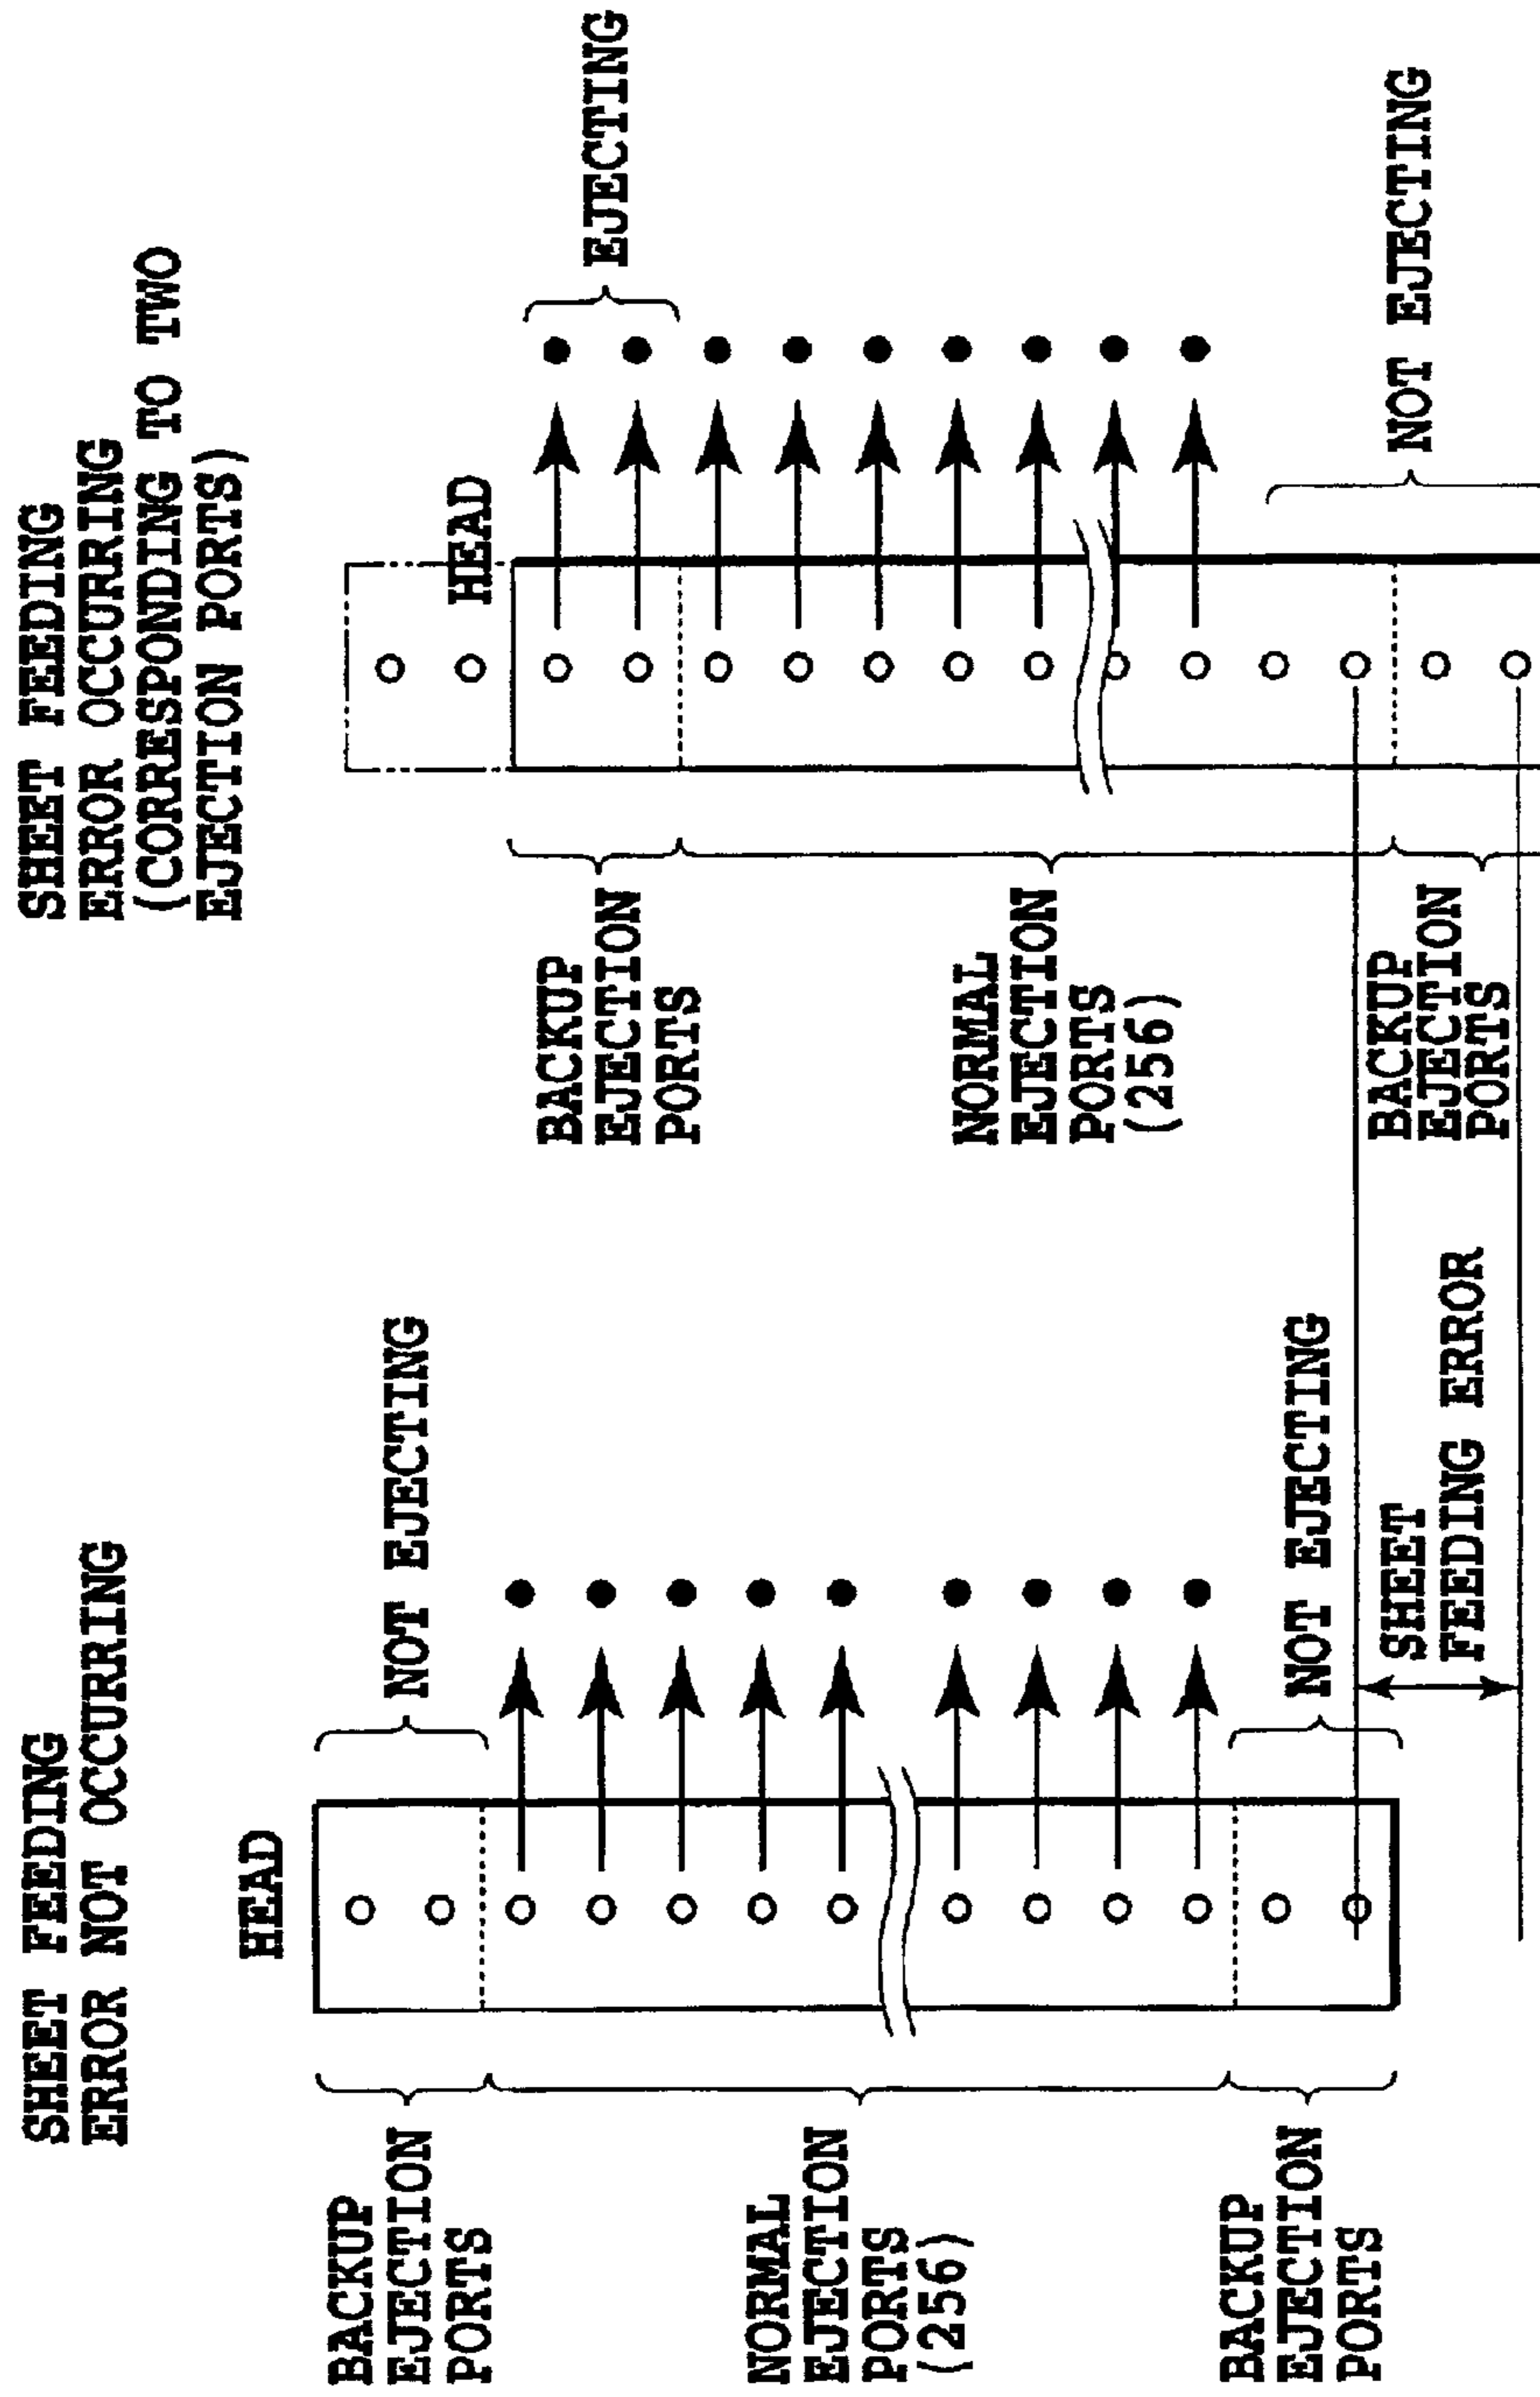 SHEET FEEDING
ERROR NOT OCCURRING
HEAD
BACKUP
EJECTION
PORTS
NOT EJECTING
NORMAL
EJECTION
PORTS
(256)
BACKUP
EJECTION
PORTS
NOT EJECTING
SHEET
FEEDING ERROR
SHEET FEEDING
ERROR OCCURING
(CORRESPONDING TO TWO
EJECTION PORTS)
HEAD
BACKUP
EJECTION
PORTS
EJECTING
NORMAL
EJECTION
PORTS
(256)
BACKUP
EJECTION
PORTS
NOT EJECTING